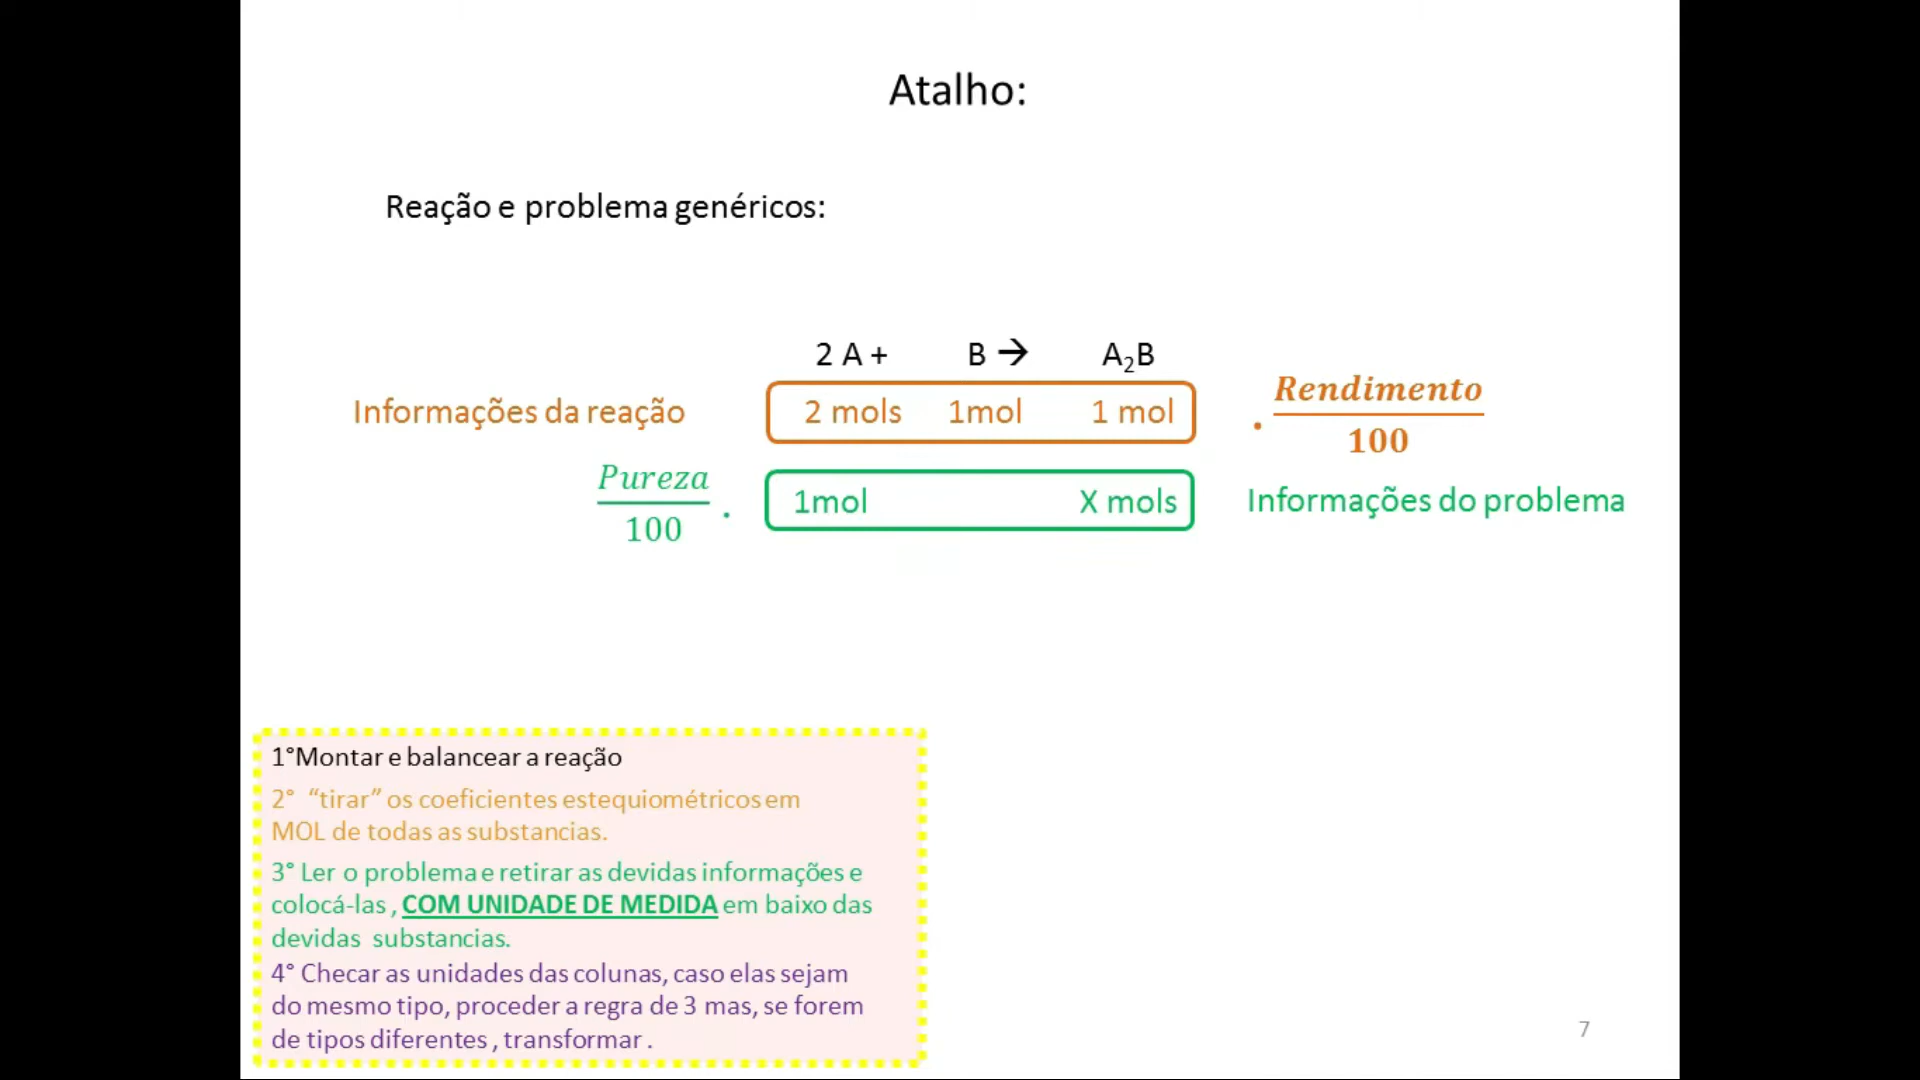 Atalho:
Reação e problema genéricos:
2 A + B → A₂B
Informações da reação 2 mols 1mol 1 mol . Rendimento/100
Pureza/100 . 1mol X mols Informações do problema
1°Montar e balancear a reação
2° “tirar” os coeficientes estequiométricos em
MOL de todas as substancias.
3° Ler o problema e retirar as devidas informações e
colocá-las , COM UNIDADE DE MEDIDA em baixo das
devidas substancias.
4° Checar as unidades das colunas, caso elas sejam
do mesmo tipo, proceder a regra de 3 mas, se forem
de tipos diferentes , transformar .
7